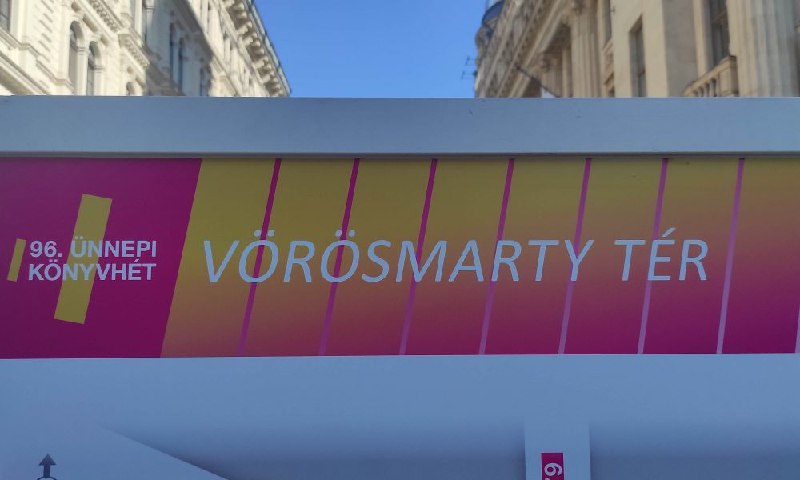 96. ÜNNEPI
KÖNYVHÉT
VÖRÖSMARTY TÉR